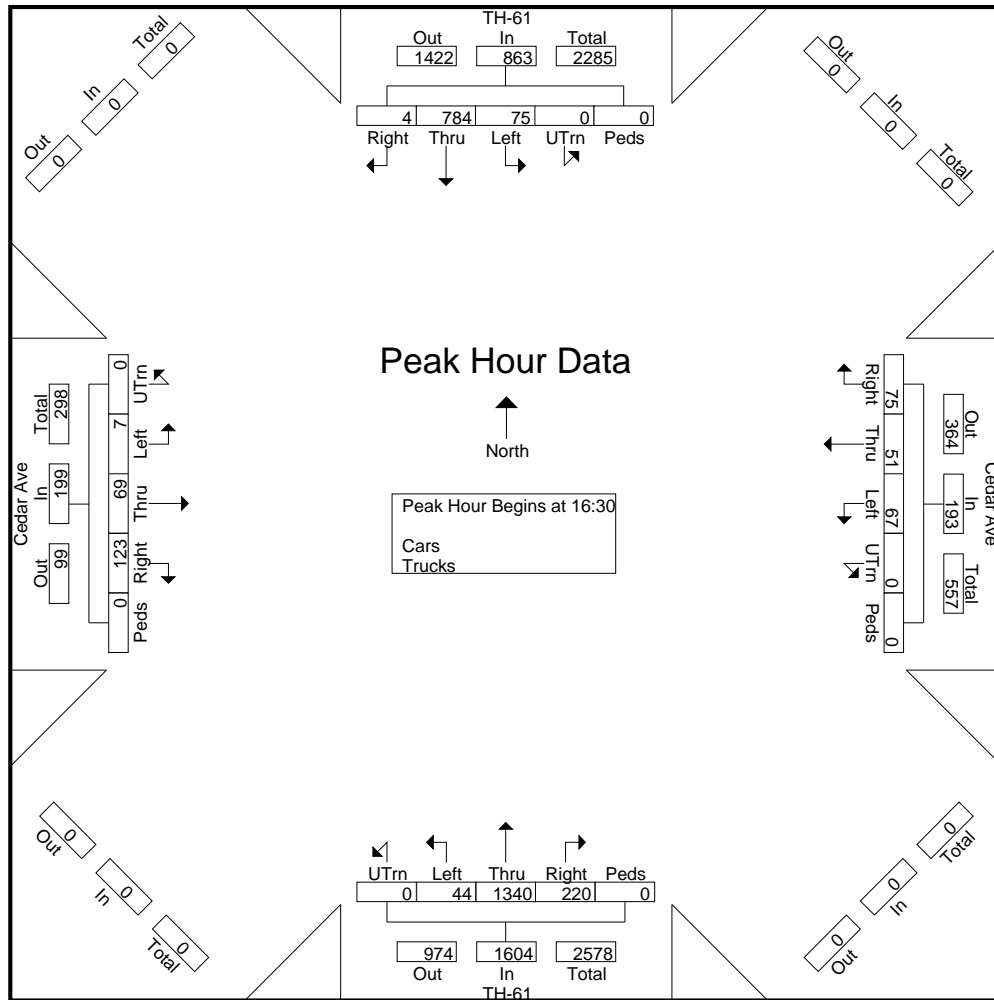 TH-61
Out In Total
1422 863 2285
4 784 75 0 0
Right Thru Left UTrn Peds
Total
0
In
0
Out
0
Out
0
In
0
Total
0
Cedar Ave
Total In Out
298 199 99
0 7 69 123 0
UTrn Left Thru Right Peds
Peak Hour Data
North
Peak Hour Begins at 16:30
Cars
Trucks
Right Thru Left UTrn Peds
75 51 67 0 0
Out In Total
364 193 557
Cedar Ave
0
Out
0
In
0
Total
UTrn Left Thru Right Peds
0 44 1340 220 0
974 1604 2578
Out In Total
TH-61
0
Total
0
In
0
Out